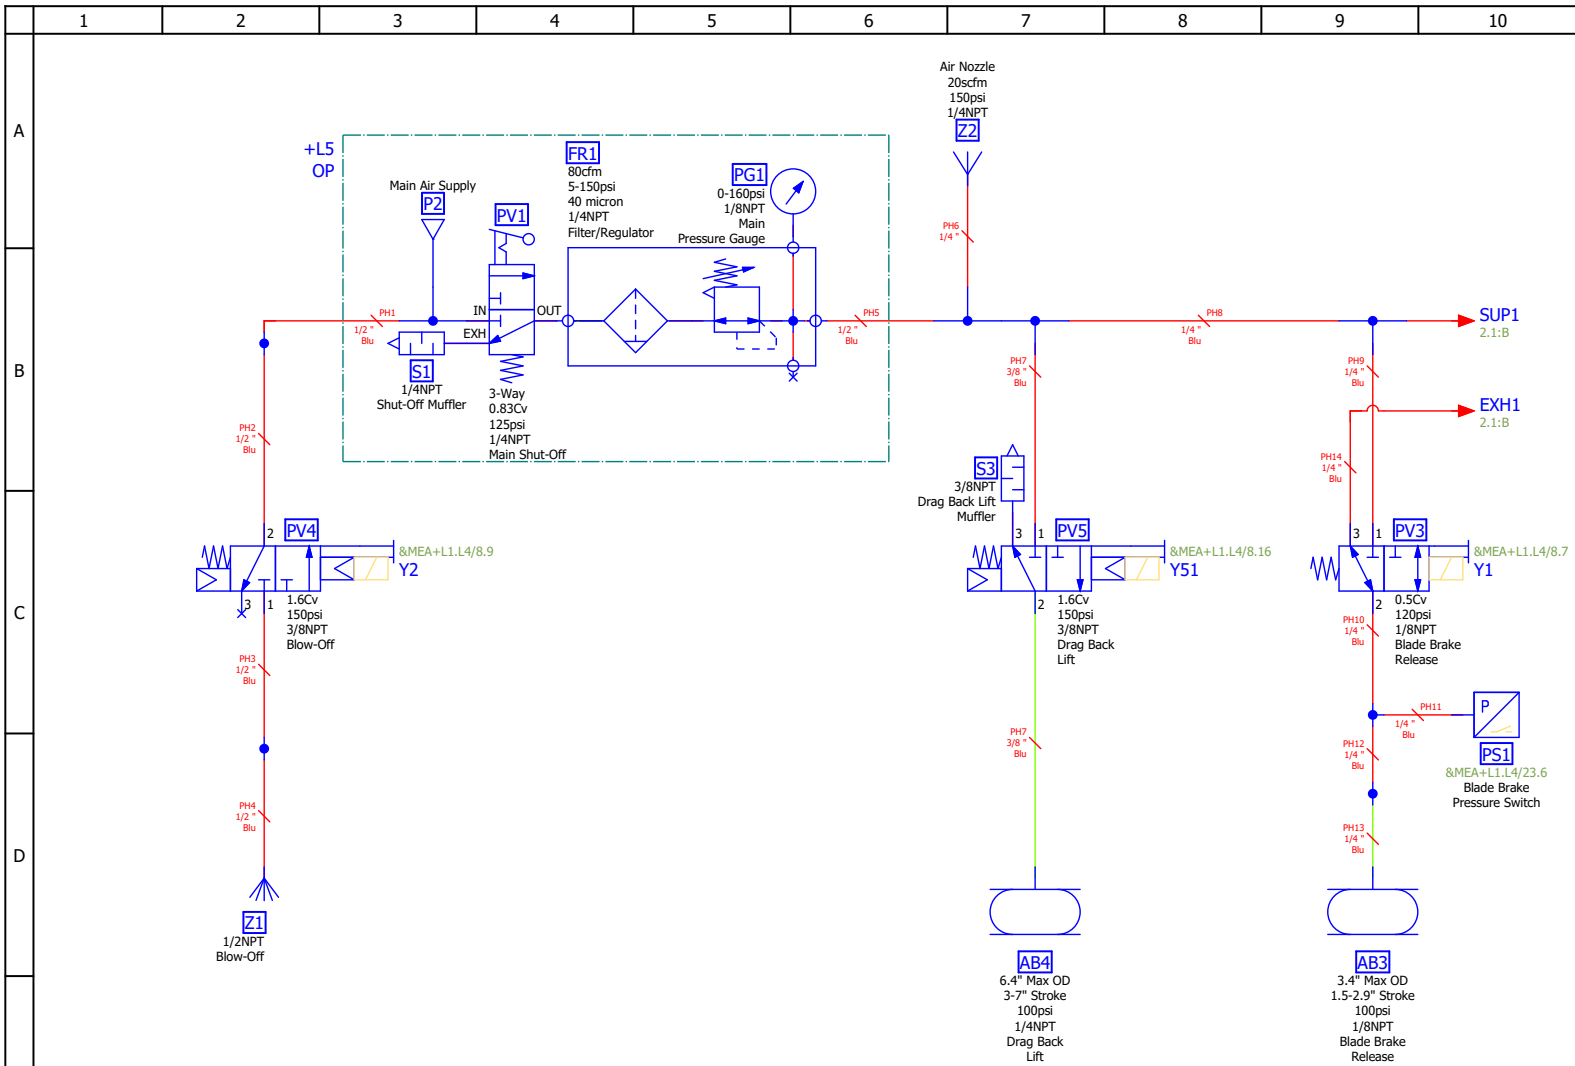 1 2 3 4 5 6 7 8 9 10
A
B
C
D
+L5
OP
Main Air Supply
P2
PV1
FR1
80cfm
5-150psi
40 micron
1/4NPT
Filter/Regulator
PG1
0-160psi
1/8NPT
Main
Pressure Gauge
Air Nozzle
20scfm
150psi
1/4NPT
Z2
PH6
1/4 "
PH1
1/2 "
Blu
IN
EXH
OUT
S1
1/4NPT
Shut-Off Muffler
3-Way
0.83Cv
125psi
1/4NPT
Main Shut-Off
PH5
1/2 "
Blu
PH7
3/8 "
Blu
PH8
1/4 "
Blu
PH9
1/4 "
Blu
SUP1
2.1:B
EXH1
2.1:B
PH2
1/2 "
Blu
S3
3/8NPT
Drag Back Lift
Muffler
PH14
1/4 "
Blu
2
PV4
&MEA+L1.L4/8.9
Y2
3
1
1.6Cv
150psi
3/8NPT
Blow-Off
3
1
PV5
&MEA+L1.L4/8.16
Y51
2
1.6Cv
150psi
3/8NPT
Drag Back
Lift
3
1
PV3
&MEA+L1.L4/8.7
Y1
2
0.5Cv
120psi
1/8NPT
Blade Brake
Release
PH3
1/2 "
Blu
PH10
1/4 "
Blu
PH11
1/4 "
Blu
P
PS1
&MEA+L1.L4/23.6
Blade Brake
Pressure Switch
PH7
3/8 "
Blu
PH12
1/4 "
Blu
PH4
1/2 "
Blu
PH13
1/4 "
Blu
Z1
1/2NPT
Blow-Off
AB4
6.4" Max OD
3-7" Stroke
100psi
1/4NPT
Drag Back
Lift
AB3
3.4" Max OD
1.5-2.9" Stroke
100psi
1/8NPT
Blade Brake
Release